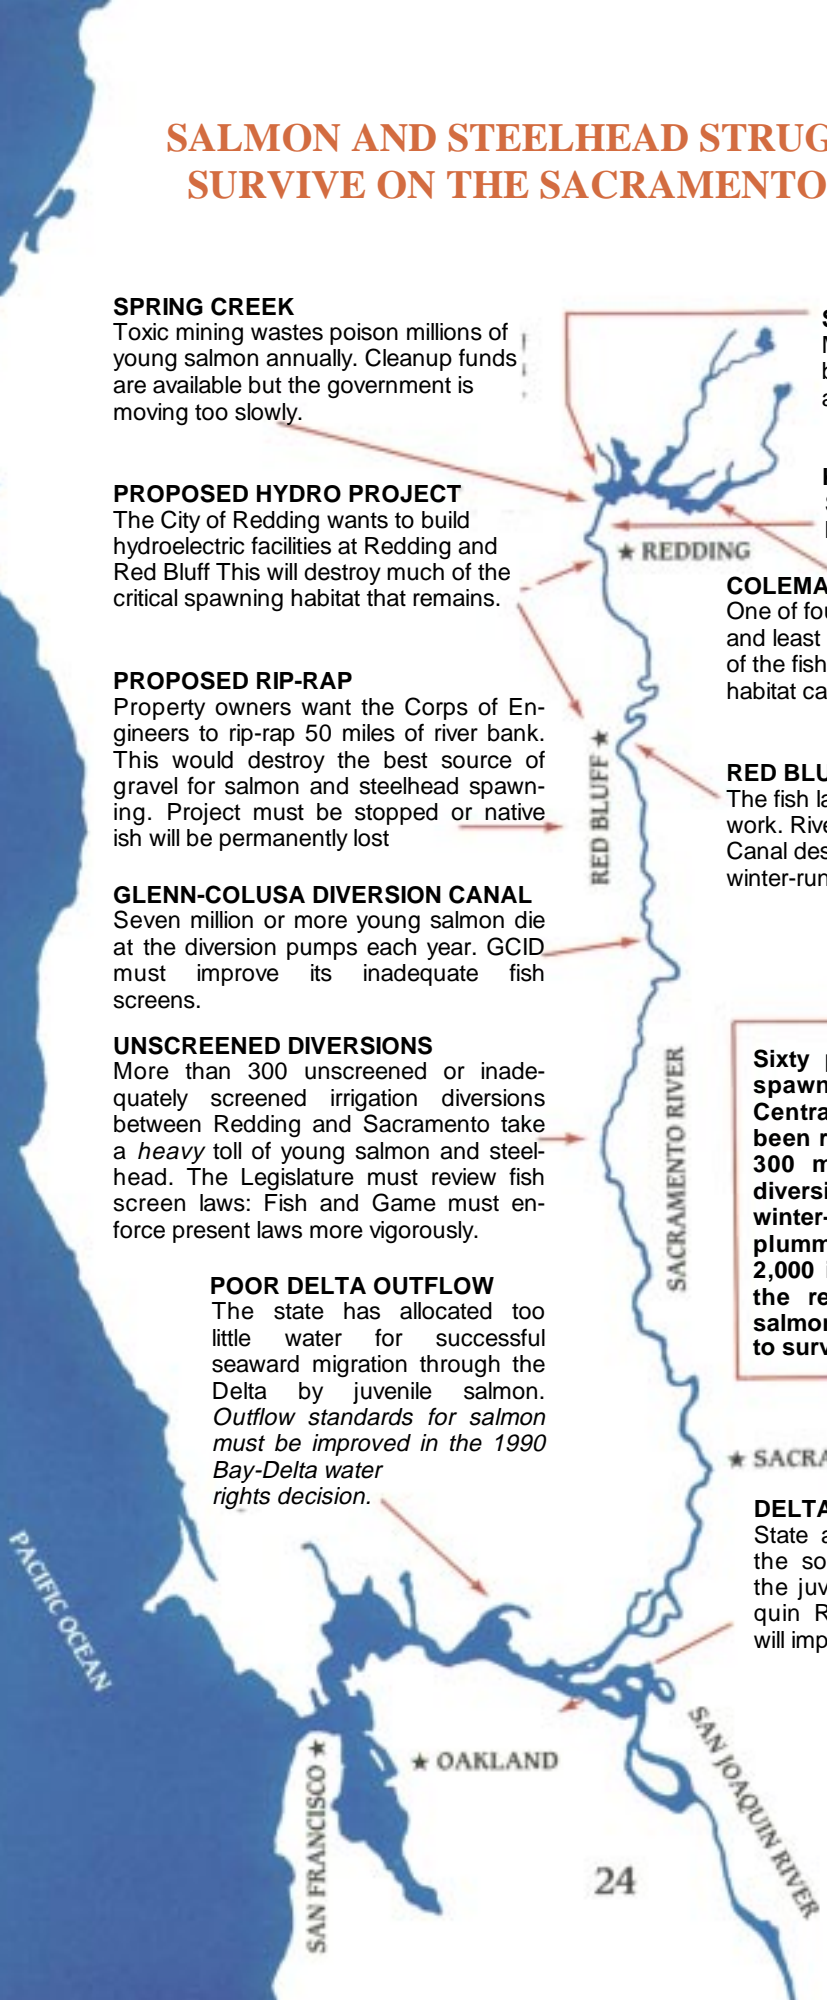 SALMON AND STEELHEAD STRUG
SURVIVE ON THE SACRAMENTO
SPRING CREEK
Toxic mining wastes poison millions of
young salmon annually. Cleanup funds
are available but the government is
moving too slowly.
PROPOSED HYDRO PROJECT
The City of Redding wants to build
hydroelectric facilities at Redding and
Red Bluff This will destroy much of the
critical spawning habitat that remains.
PROPOSED RIP-RAP
Property owners want the Corps of En-
gineers to rip-rap 50 miles of river bank.
This would destroy the best source of
gravel for salmon and steelhead spawn-
ing. Project must be stopped or native
ish will be permanently lost
GLENN-COLUSA DIVERSION CANAL
Seven million or more young salmon die
at the diversion pumps each year. GCID
must improve its inadequate fish
screens.
UNSCREENED DIVERSIONS
More than 300 unscreened or inade-
quately screened irrigation diversions
between Redding and Sacramento take
a heavy toll of young salmon and steel-
head. The Legislature must review fish
screen laws: Fish and Game must en-
force present laws more vigorously.
POOR DELTA OUTFLOW
The state has allocated too
little water for successful
seaward migration through the
Delta by juvenile salmon.
Outflow standards for salmon
must be improved in the 1990
Bay-Delta water
rights decision.
★ REDDING
COLEMA
One of fou
and least
of the fish
habitat ca
RED BLUFF ★
RED BLU
The fish la
work. Rive
Canal des
winter-run
SACRAMENTO RIVER
Sixty
spawn
Centra
been r
300 m
diversi
winter-
plumm
2,000
the re
salmon
to surv
★ SACRA
DELTA
State a
the so
the juv
quin R
will imp
PACIFIC OCEAN
SAN FRANCISCO ★
★ OAKLAND
SAN JOAQUIN RIVER
24